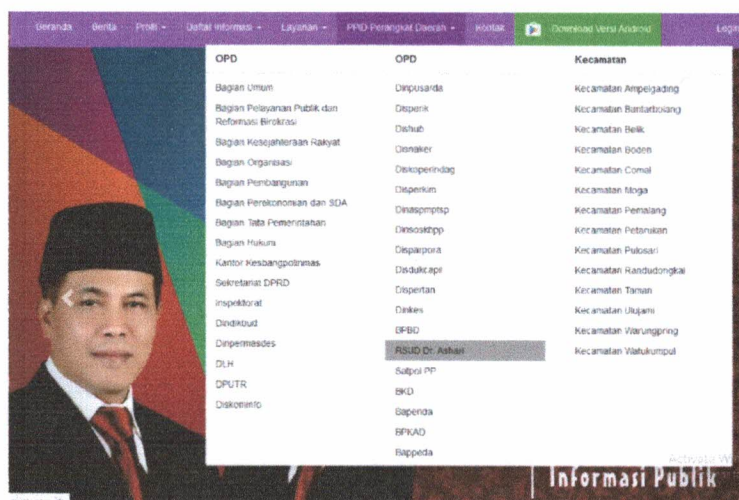 Beranda
Berita
Profil
Daftar Informasi
Layanan
PPID Perangkat Daerah
Kontak
Download Versi Android
Login
OPD
Bagian Umum
Bagian Pelayanan Publik dan
Reformasi Birokrasi
Bagian Kesejahteraan Rakyat
Bagian Organisasi
Bagian Pembangunan
Bagian Perekonomian dan SDA
Bagian Tata Pemerintahan
Bagian Hukum
Kantor Kesbangpolinmas
Sekretariat DPRD
Inspektorat
Dindikbud
Dinpermasdes
DLH
DPUTR
Diskominfo
OPD
Dinpusarda
Disperik
Dishub
Disnaker
Diskoperindag
Disperkim
Dinaspmptsp
Dinsoskbpp
Disparpora
Disdukcapil
Dispertan
Dinkes
BPBD
RSUD Dr. Ashari
Satpol PP
BKD
Bapenda
BPKAD
Bappeda
Kecamatan
Kecamatan Ampelgading
Kecamatan Bantarbolang
Kecamatan Belik
Kecamatan Bodeh
Kecamatan Comal
Kecamatan Moga
Kecamatan Pemalang
Kecamatan Petarukan
Kecamatan Pulosari
Kecamatan Randudongkal
Kecamatan Taman
Kecamatan Ulujami
Kecamatan Warungpring
Kecamatan Watukumpul
Activate
Informasi Publik